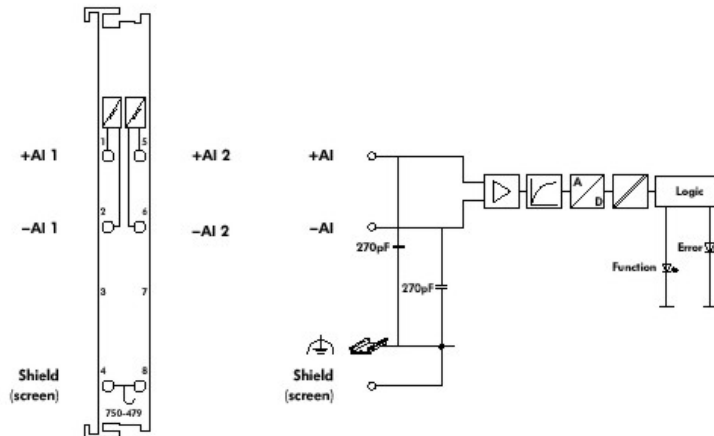 1 5
+AI 1 +AI 2 +AI
A
D
Logic
2 6
−AI 1 −AI 2 −AI
270pF
Error
Function
270pF
3 7
4 8
Shield
(screen)
Shield
(screen)
750-479